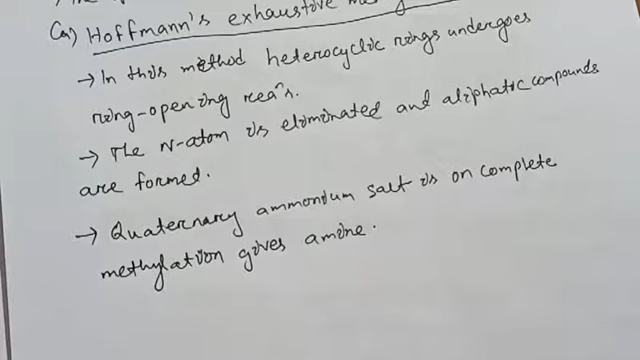 (a) Hoffmann's exhaustive
→ In this method heterocyclic rings undergoes
ring-opening reaⁿs.
→ The N-atom is eliminated and aliphatic compounds
are formed.
→ Quaternary ammonium salt is on complete
methylation gives amine.